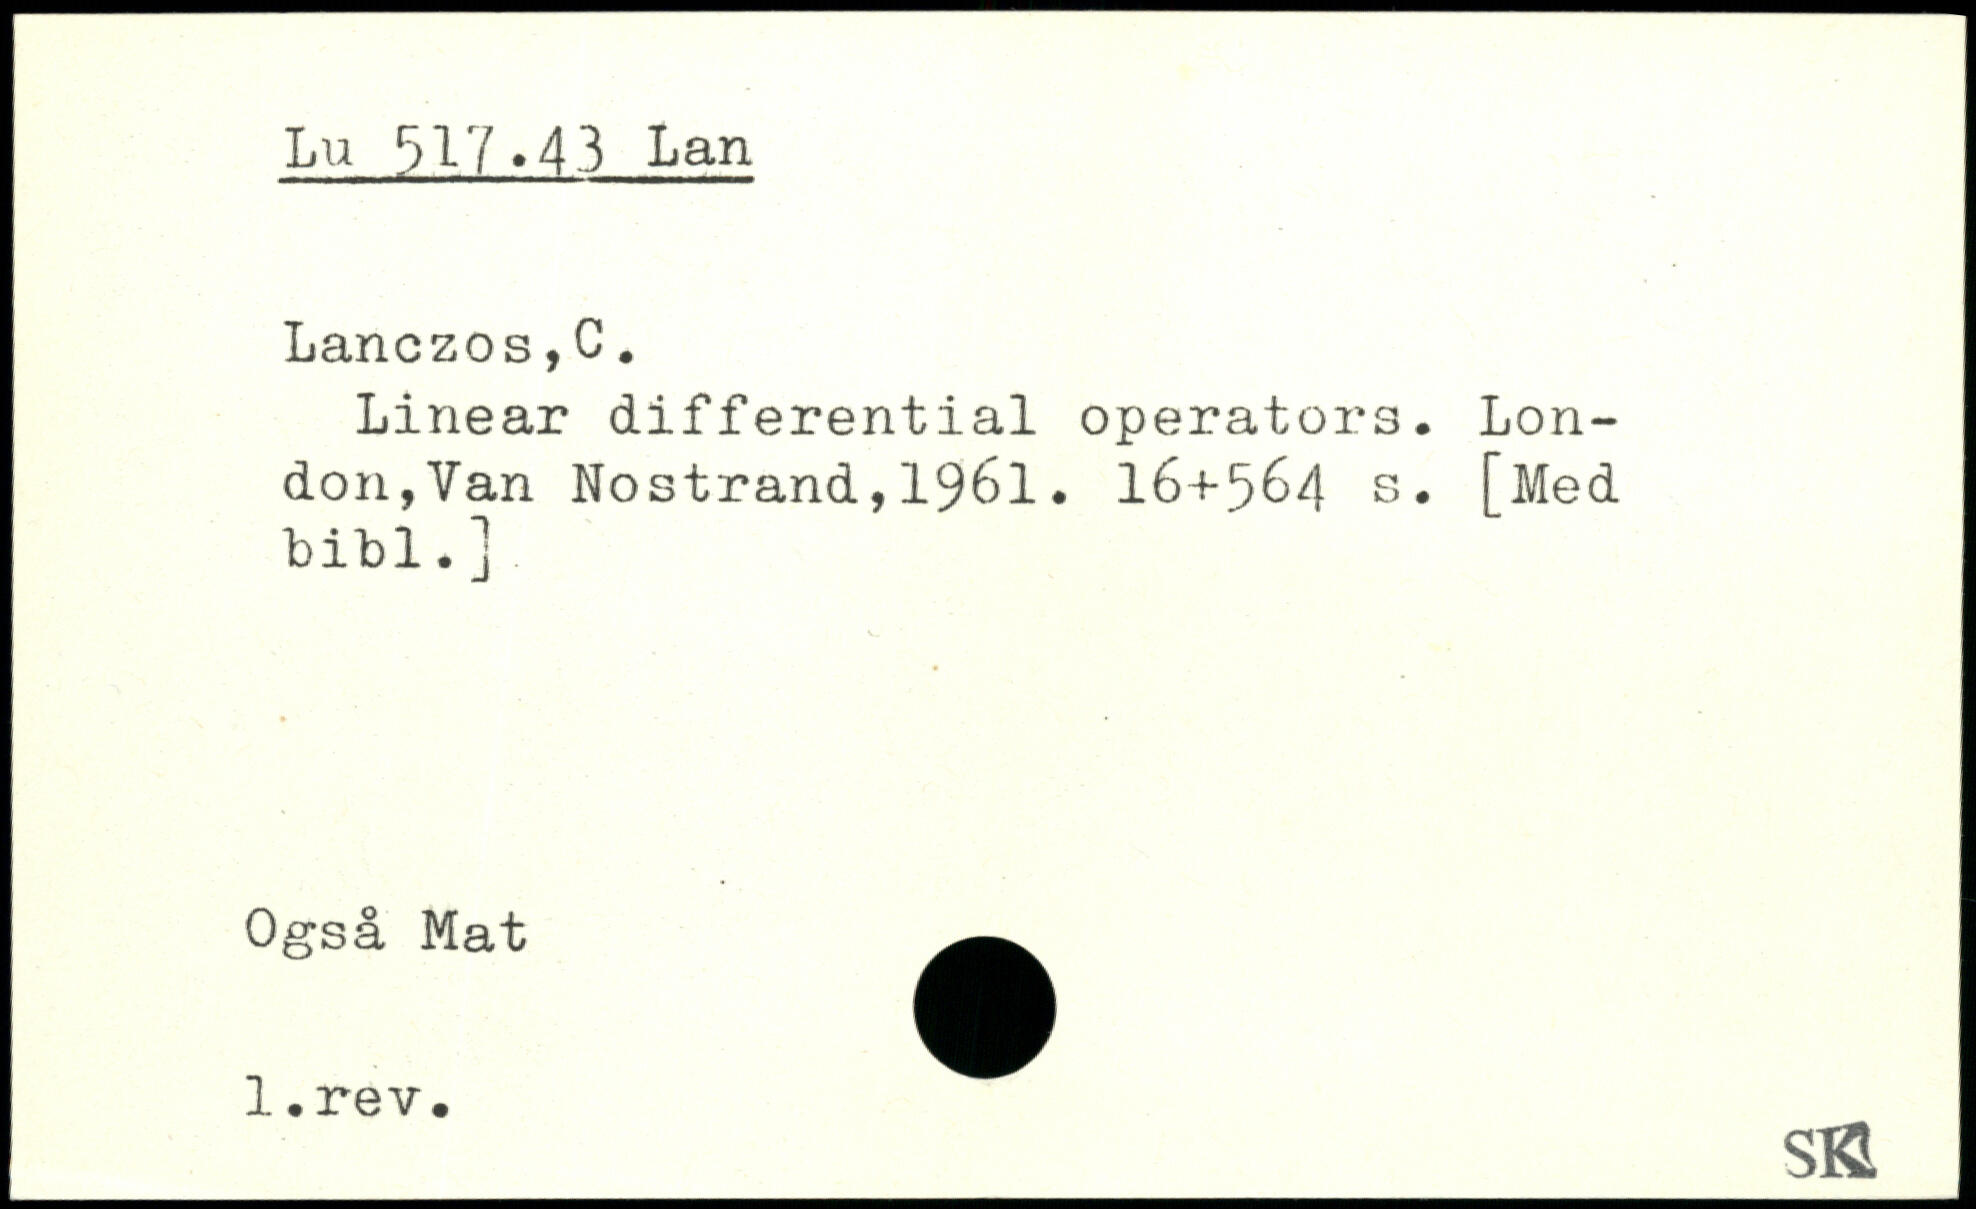 Lu 517.43 Lan
Lanczos,C.
Linear differential operators. Lon-
don,Van Nostrand,1961. 16+564 s. [Med
bibl.]
Også Mat
1.rev.
SK